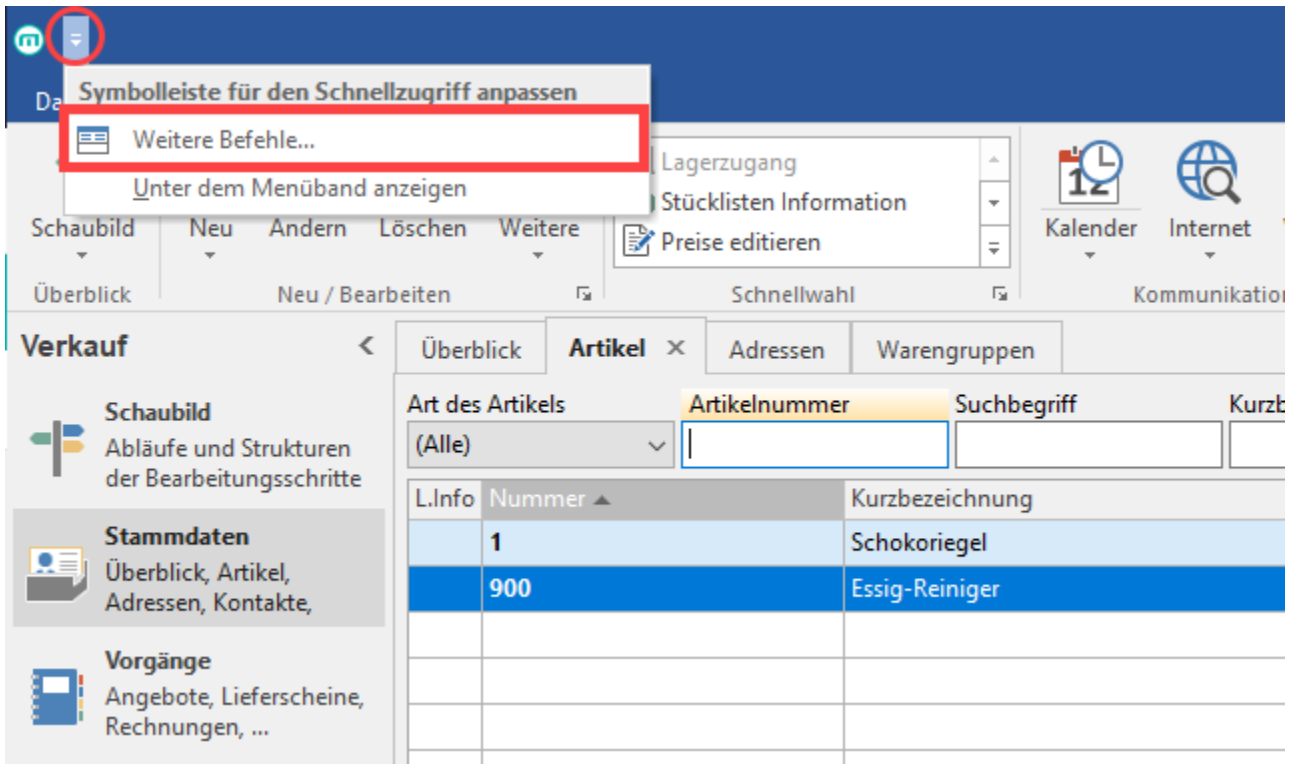 Symbolleiste für den Schnellzugriff anpassen
Weitere Befehle...
Unter dem Menüband anzeigen
Lagerzugang
Stücklisten Information
Preise editieren
12
Schaubild Neu Ändern Löschen Weitere
Kalender Internet
Überblick Neu / Bearbeiten Schnellwahl
Verkauf
Überblick Artikel Adressen Warengruppen
Schaubild
Abläufe und Strukturen
der Bearbeitungsschritte
Stammdaten
Überblick, Artikel,
Adressen, Kontakte,
Vorgänge
Angebote, Lieferscheine,
Rechnungen, ...
Art des Artikels Artikelnummer Suchbegriff
(Alle)
L.Info Nummer Kurzbezeichnung
1 Schokoriegel
900 Essig-Reiniger